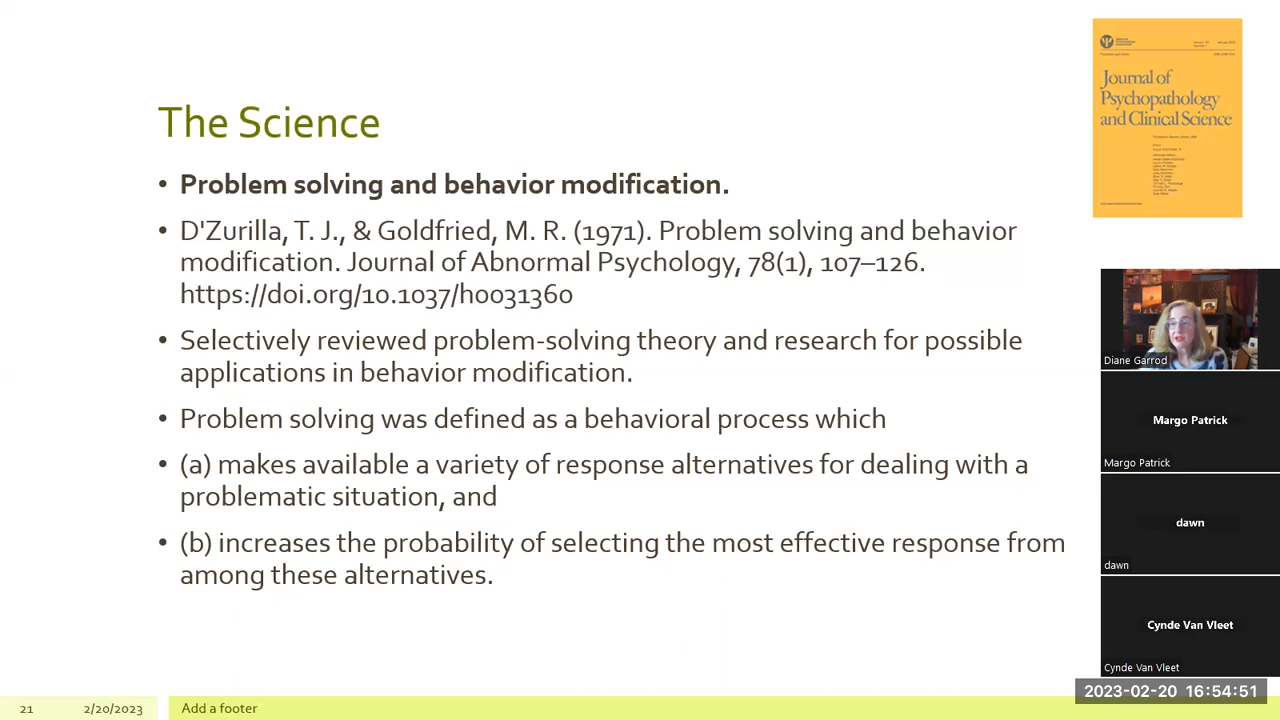 The Science
• Problem solving and behavior modification.
• D'Zurilla, T. J., & Goldfried, M. R. (1971). Problem solving and behavior
modification. Journal of Abnormal Psychology, 78(1), 107–126.
https://doi.org/10.1037/h0031360
• Selectively reviewed problem-solving theory and research for possible
applications in behavior modification.
• Problem solving was defined as a behavioral process which
• (a) makes available a variety of response alternatives for dealing with a
problematic situation, and
• (b) increases the probability of selecting the most effective response from
among these alternatives.
21
2/20/2023
Add a footer
Journal of
Psychopathology
and Clinical Science
Diane Garrod
Margo Patrick
Margo Patrick
dawn
dawn
Cynde Van Vleet
Cynde Van Vleet
2023-02-20 16:54:51